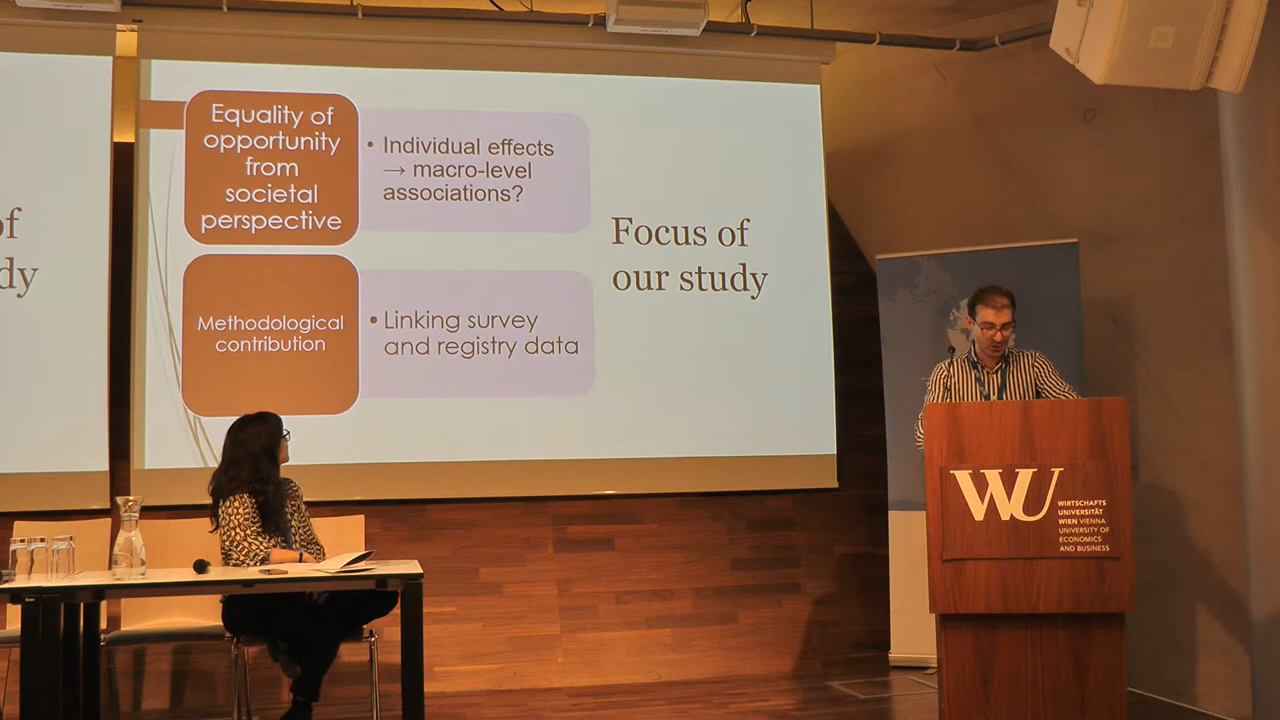 of
dy
Equality of
opportunity
from
societal
perspective
• Individual effects
→ macro-level
associations?
Focus of
our study
Methodological
contribution
• Linking survey
and registry data
WU
WIRTSCHAFTS
UNIVERSITÄT
WIEN VIENNA
UNIVERSITY OF
ECONOMICS
AND BUSINESS